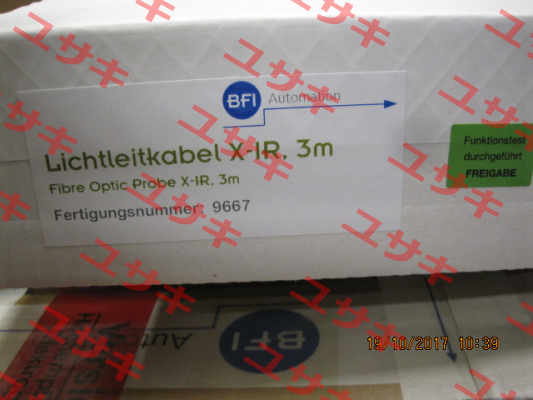 BFI Automation
Lichtleitkabel X-IR, 3m
Fibre Optic Probe X-IR, 3m
Fertigungsnummer: 9667
Funktionstest
durchgeführt
FREIGABE
BFI
19/10/2017 10:39
ユサキ